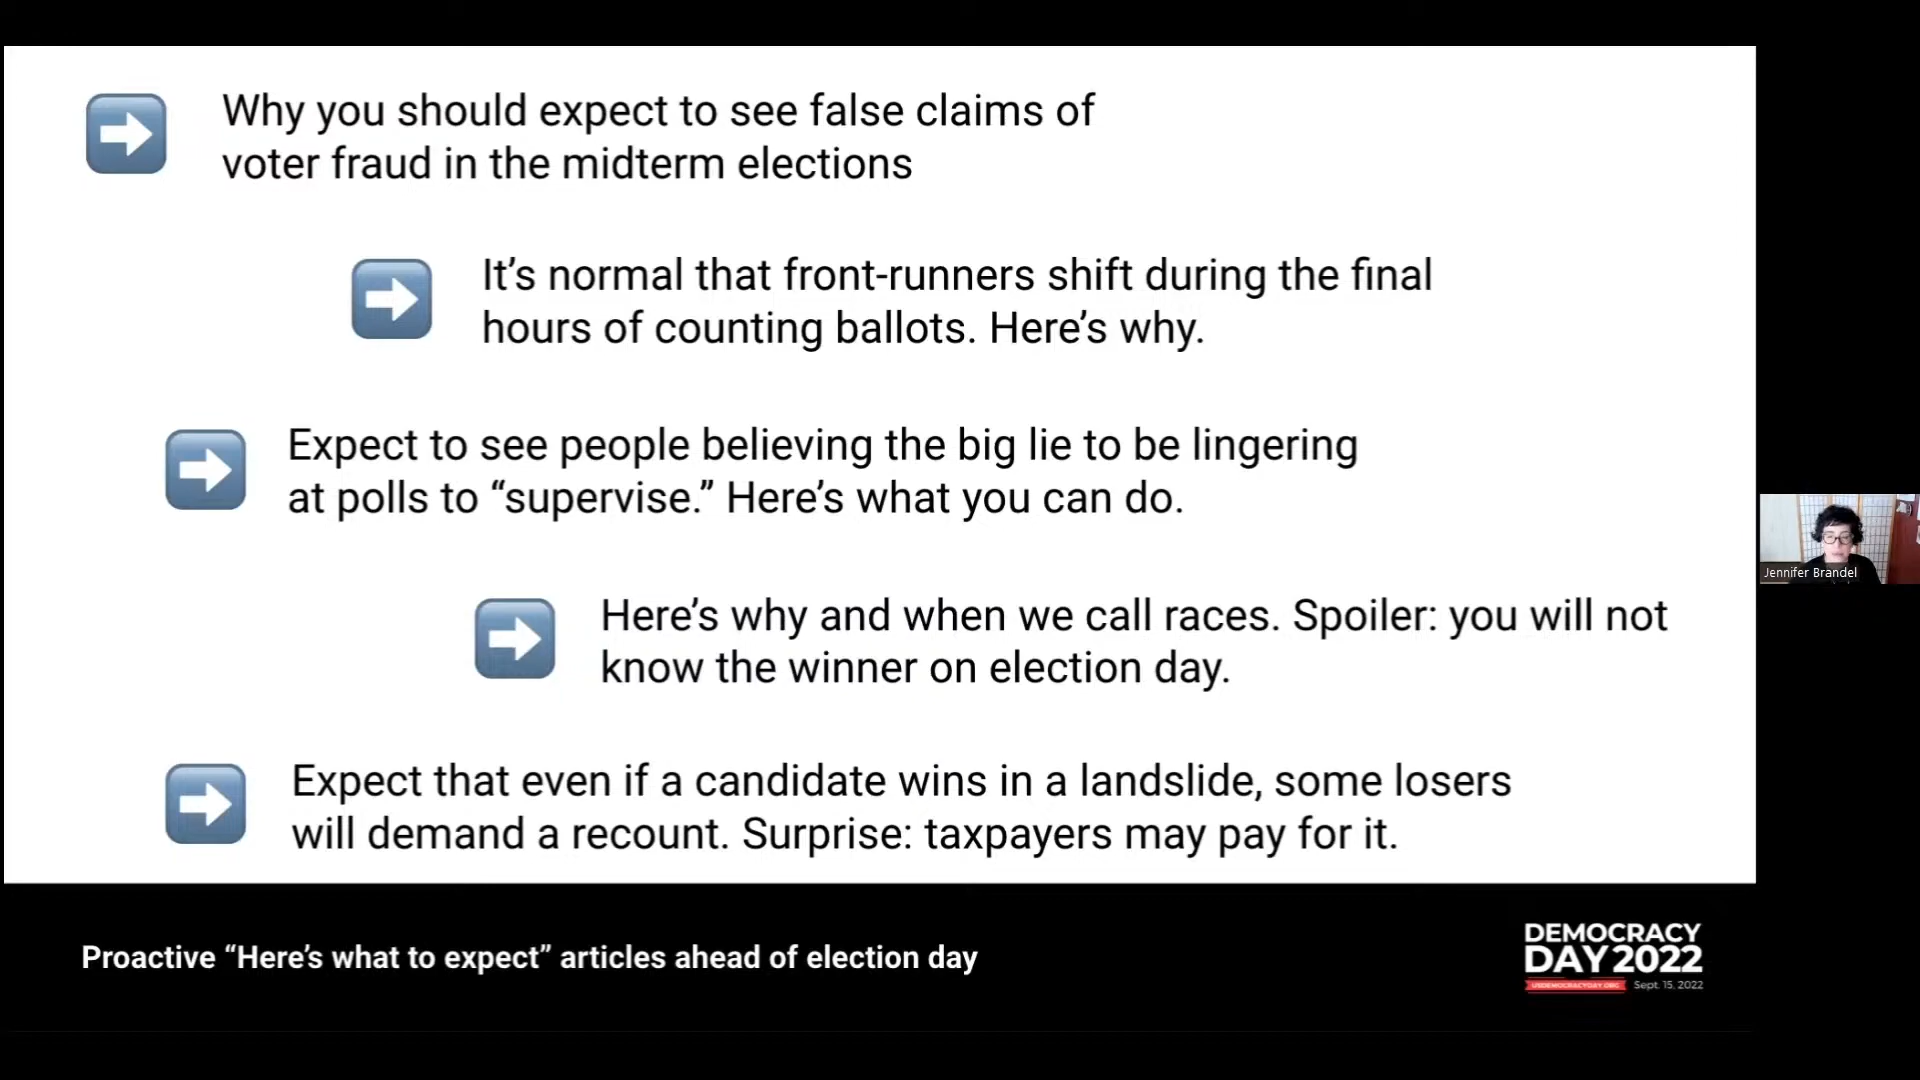 Why you should expect to see false claims of
voter fraud in the midterm elections
It’s normal that front-runners shift during the final
hours of counting ballots. Here’s why.
Expect to see people believing the big lie to be lingering
at polls to “supervise.” Here’s what you can do.
Here’s why and when we call races. Spoiler: you will not
know the winner on election day.
Expect that even if a candidate wins in a landslide, some losers
will demand a recount. Surprise: taxpayers may pay for it.
Jennifer Brandel
Proactive “Here’s what to expect” articles ahead of election day
DEMOCRACY
DAY 2022
USDEMOCRACYDAY.ORG Sept. 15, 2022